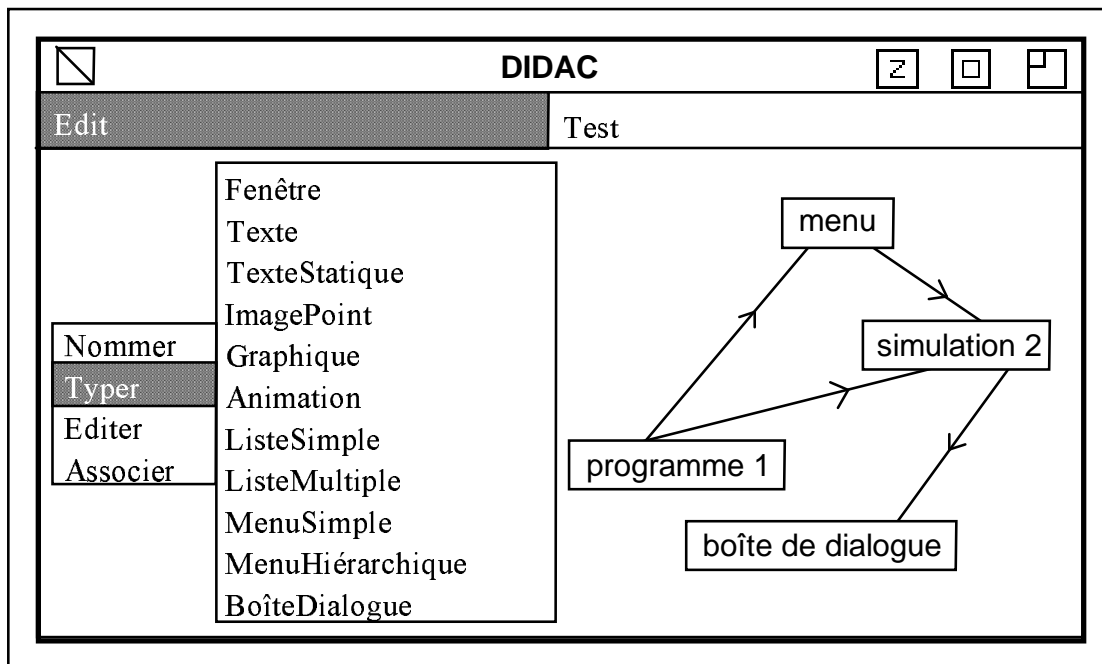 DIDAC
Edit
Test
Nommer
Typer
Editer
Associer
Fenêtre
Texte
TexteStatique
ImagePoint
Graphique
Animation
ListeSimple
ListeMultiple
MenuSimple
MenuHiérarchique
BoîteDialogue
menu
simulation 2
programme 1
boîte de dialogue